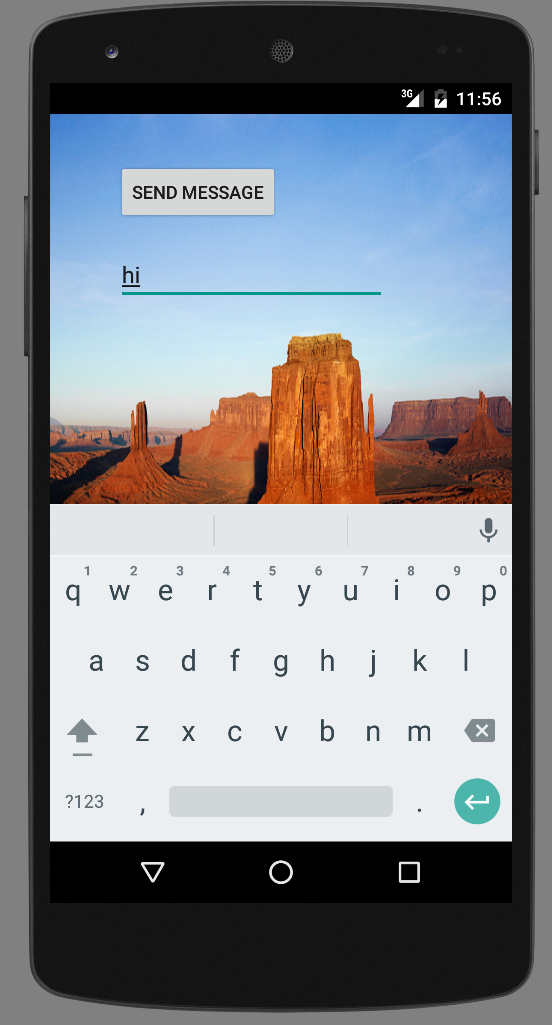 3G 11:56
SEND MESSAGE
hi
1 2 3 4 5 6 7 8 9 0
q w e r t y u i o p
a s d f g h j k l
z x c v b n m
?123 , .